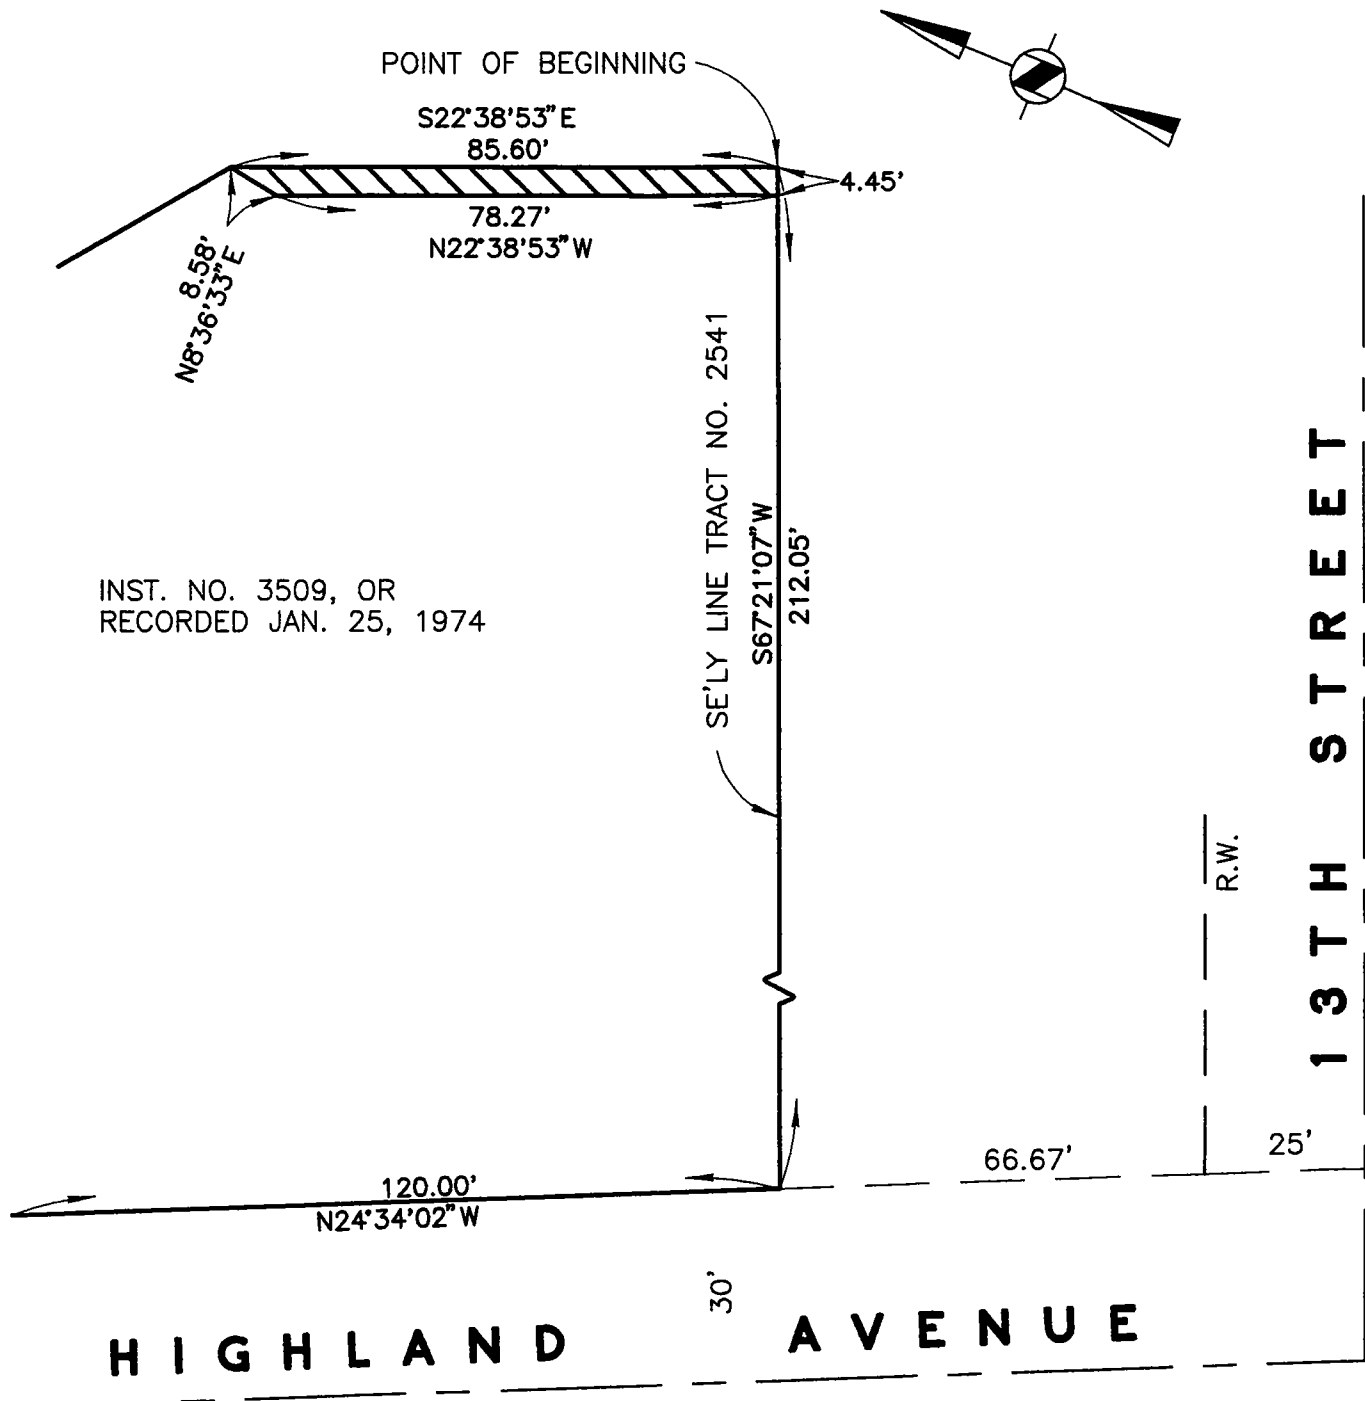 POINT OF BEGINNING
S22°38'53"E
85.60'
4.45'
78.27'
N22°38'53"W
8.58'
N8°36'33"E
SE'LY LINE TRACT NO. 2541
S67°21'07"W
212.05'
INST. NO. 3509, OR
RECORDED JAN. 25, 1974
13TH STREET
R.W.
66.67'
25'
120.00'
N24°34'02"W
30'
HIGHLAND AVENUE